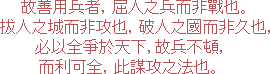 故善用兵者，屈人之兵而非戰也。
拔人之城而非攻也，破人之國而非久也，
必以全爭於天下，故兵不頓，
而利可全，此謀攻之法也。